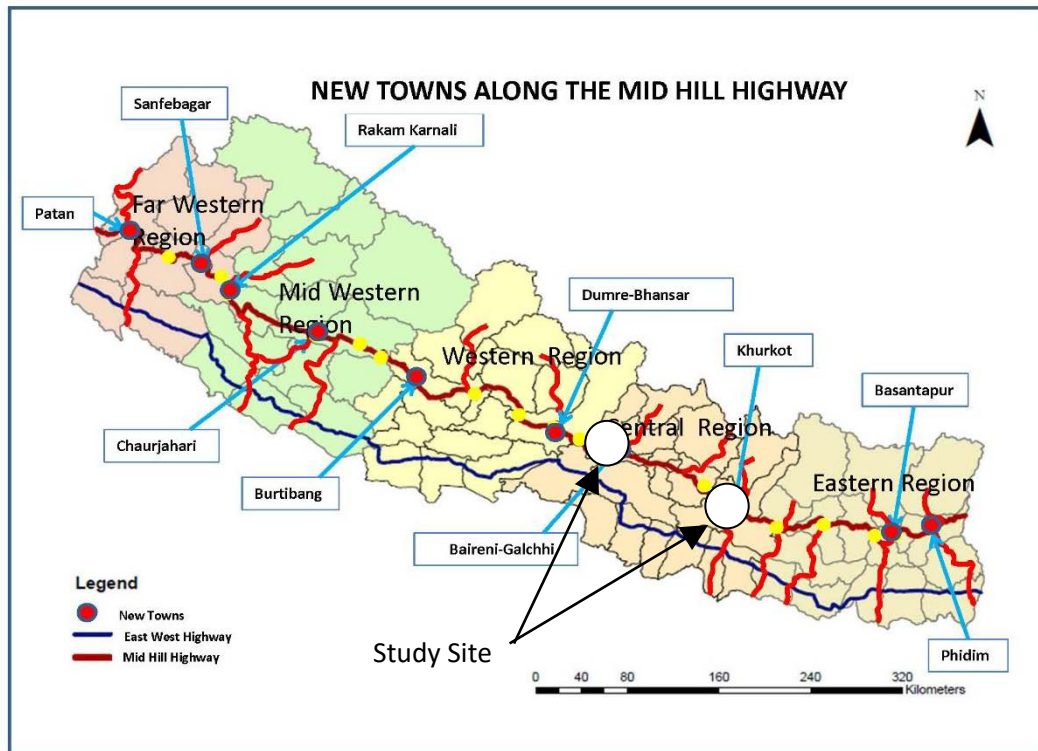 NEW TOWNS ALONG THE MID HILL HIGHWAY
N
Sanfebagar
Rakam Karnali
Patan
Far Western
Region
Mid Western
Region
Dumre-Bhansar
Western Region
Khurkot
Basantapur
Chaurjahari
entral Region
Burtibang
Eastern Region
Baireni-Galchhi
Legend
New Towns
East West Highway
Mid Hill Highway
Study Site
Phidim
0 40 80 160 240 320
Kilometers